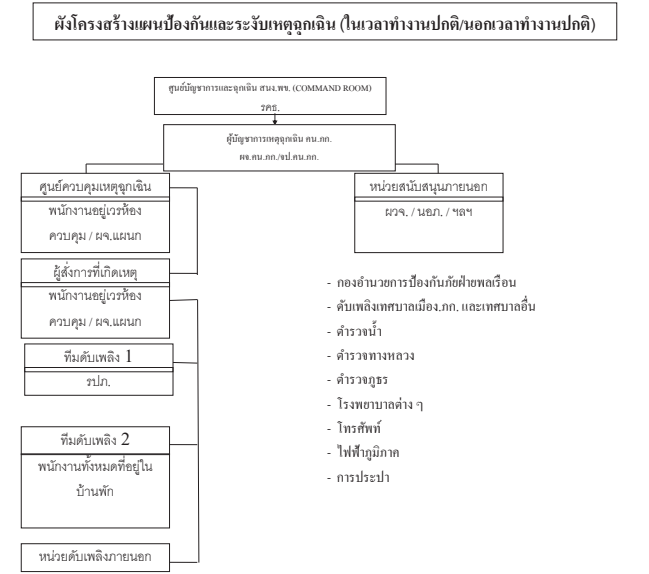 ผังโครงสร้างแผนป้องกันและระงับเหตุฉุกเฉิน (ในเวลาทำงานปกติ/นอกเวลาทำงานปกติ)
ศูนย์บัญชาการและฉุกเฉิน สนง.พข. (COMMAND ROOM)
รคธ.
ผู้บัญชาการเหตุฉุกเฉิน คน.ภก.
ผจ.คน.ภก./จป.คน.ภก.
ศูนย์ควบคุมเหตุฉุกเฉิน
พนักงานอยู่เวรห้อง
ควบคุม / ผจ.แผนก
ผู้สั่งการที่เกิดเหตุ
พนักงานอยู่เวรห้อง
ควบคุม / ผจ.แผนก
ทีมดับเพลิง 1
รปภ.
ทีมดับเพลิง 2
พนักงานทั้งหมดที่อยู่ใน
บ้านพัก
หน่วยดับเพลิงภายนอก
หน่วยสนับสนุนภายนอก
ผวจ. / นอภ. / ฯลฯ
- กองอำนวยการป้องกันภัยฝ่ายพลเรือน
- ดับเพลิงเทศบาลเมือง.ภก. และเทศบาลอื่น
- ตำรวจน้ำ
- ตำรวจทางหลวง
- ตำรวจภูธร
- โรงพยาบาลต่าง ๆ
- โทรศัพท์
- ไฟฟ้าภูมิภาค
- การประปา